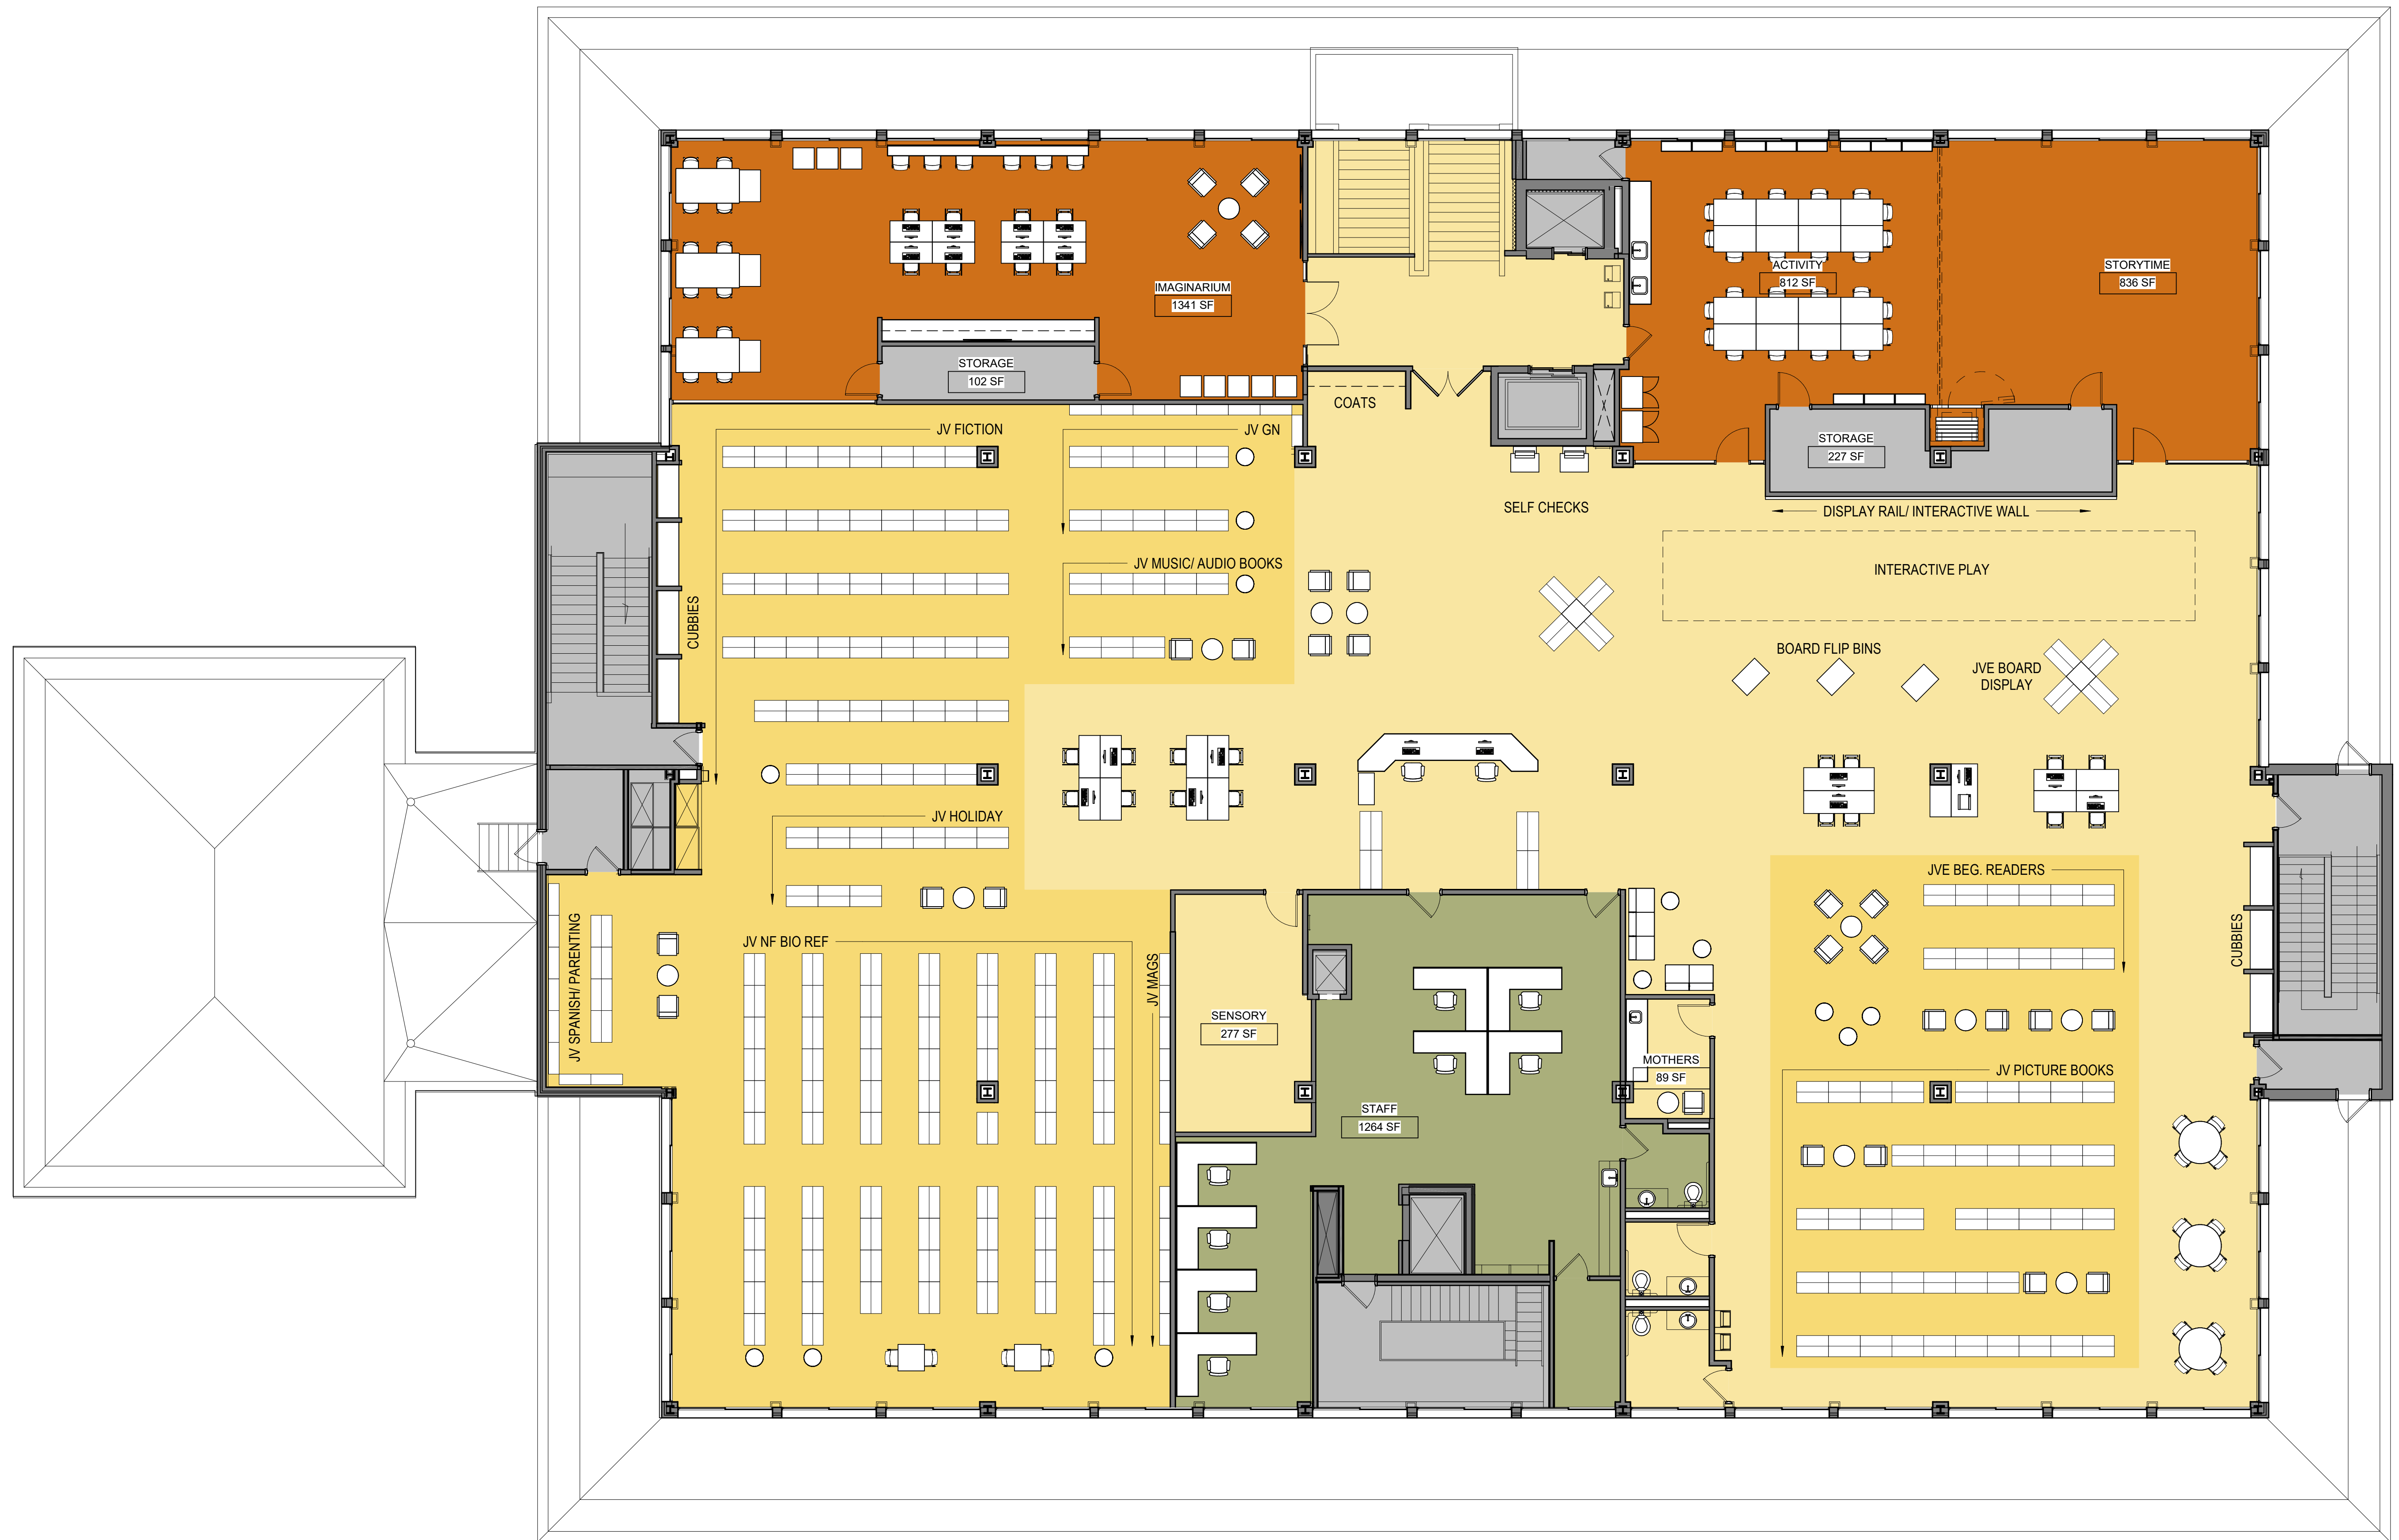 IMAGINARIUM
1341 SF
ACTIVITY
812 SF
STORYTIME
836 SF
STORAGE
102 SF
COATS
JV FICTION
JV GN
STORAGE
227 SF
SELF CHECKS
DISPLAY RAIL/ INTERACTIVE WALL
JV MUSIC/ AUDIO BOOKS
INTERACTIVE PLAY
CUBBIES
BOARD FLIP BINS
JVE BOARD
DISPLAY
JV HOLIDAY
JVE BEG. READERS
CUBBIES
JV SPANISH/ PARENTING
JV NF BIO REF
JV MAGS
SENSORY
277 SF
MOTHERS
89 SF
JV PICTURE BOOKS
STAFF
1264 SF